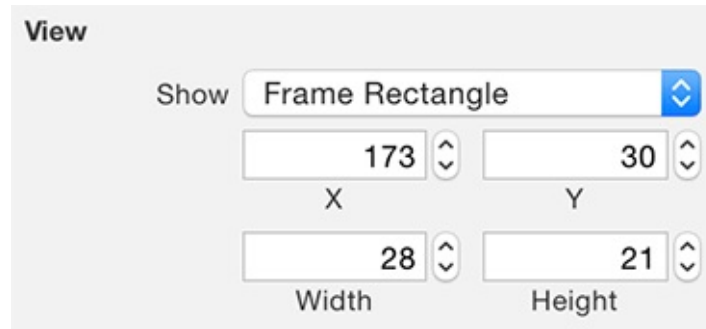 View
Show Frame Rectangle
173 30
X Y
28 21
Width Height